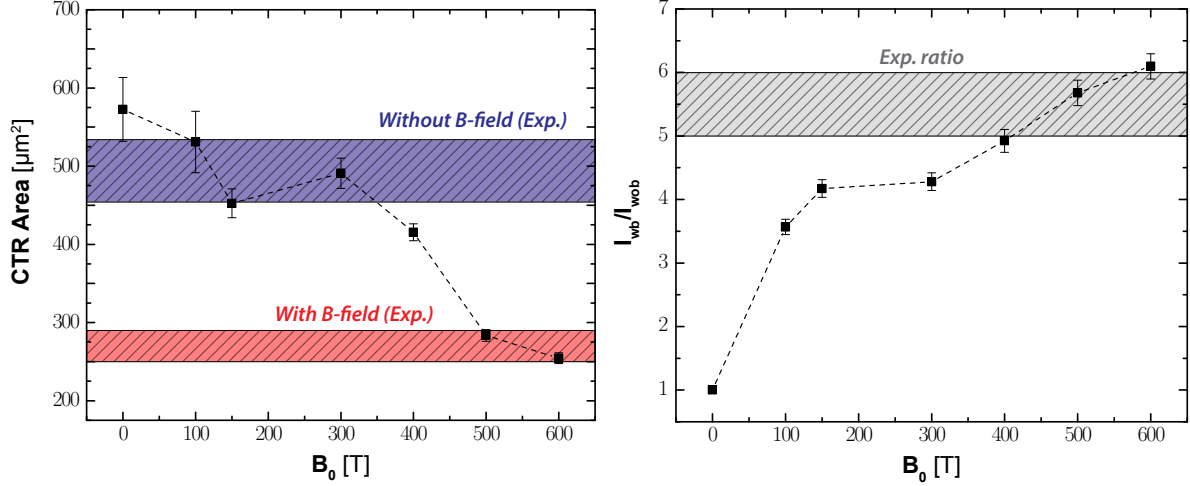 700
600
500
400
300
200
CTR Area [µm²]
Without B-field (Exp.)
With B-field (Exp.)
0 100 200 300 400 500 600
B₀ [T]
7
6
5
4
3
2
1
I_wb/I_wob
Exp. ratio
0 100 200 300 400 500 600
B₀ [T]